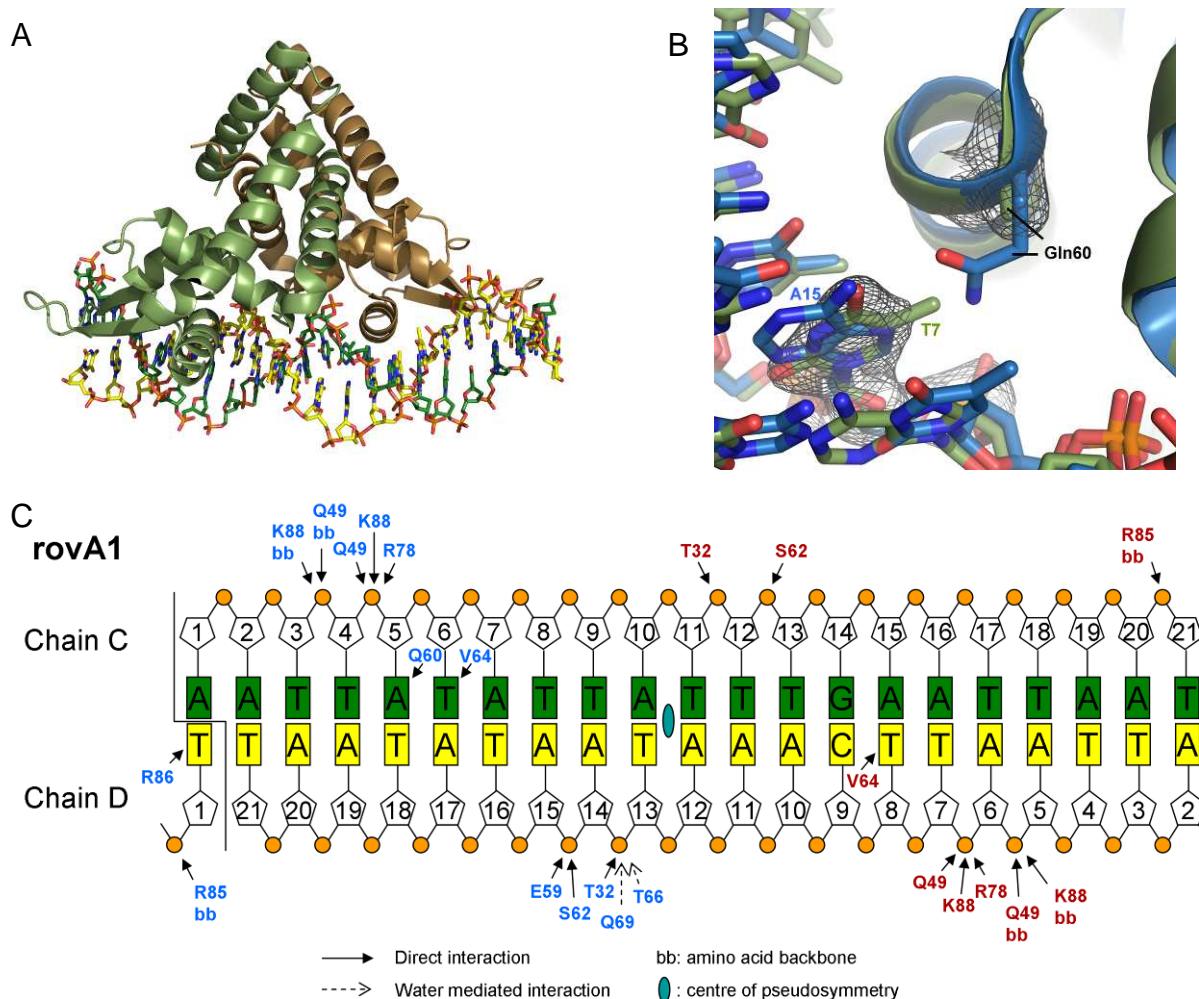 A
B
Gln60
A15
T7
C
rovA1
K88
bb
Q49
bb
Q49
K88
R78
T32
S62
R85
bb
Chain C
1 2 3 4 5 6 7 8 9 10 11 12 13 14 15 16 17 18 19 20 21
Q60
V64
A A T T A T A T T A T T T G A A T T A A T
T T A A T A T A A T A A A C T T A A T T A
R86
V64
Chain D
1 21 20 19 18 17 16 15 14 13 12 11 10 9 8 7 6 5 4 3 2
R85
bb
E59
S62
T32
Q69
T66
Q49
K88
R78
Q49
bb
K88
bb
Direct interaction
bb: amino acid backbone
Water mediated interaction
: centre of pseudosymmetry